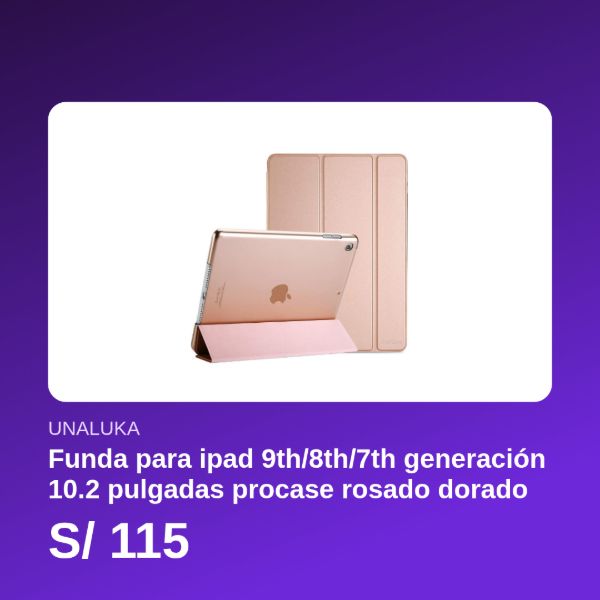 UNALUKA
Funda para ipad 9th/8th/7th generación
10.2 pulgadas procase rosado dorado
S/ 115